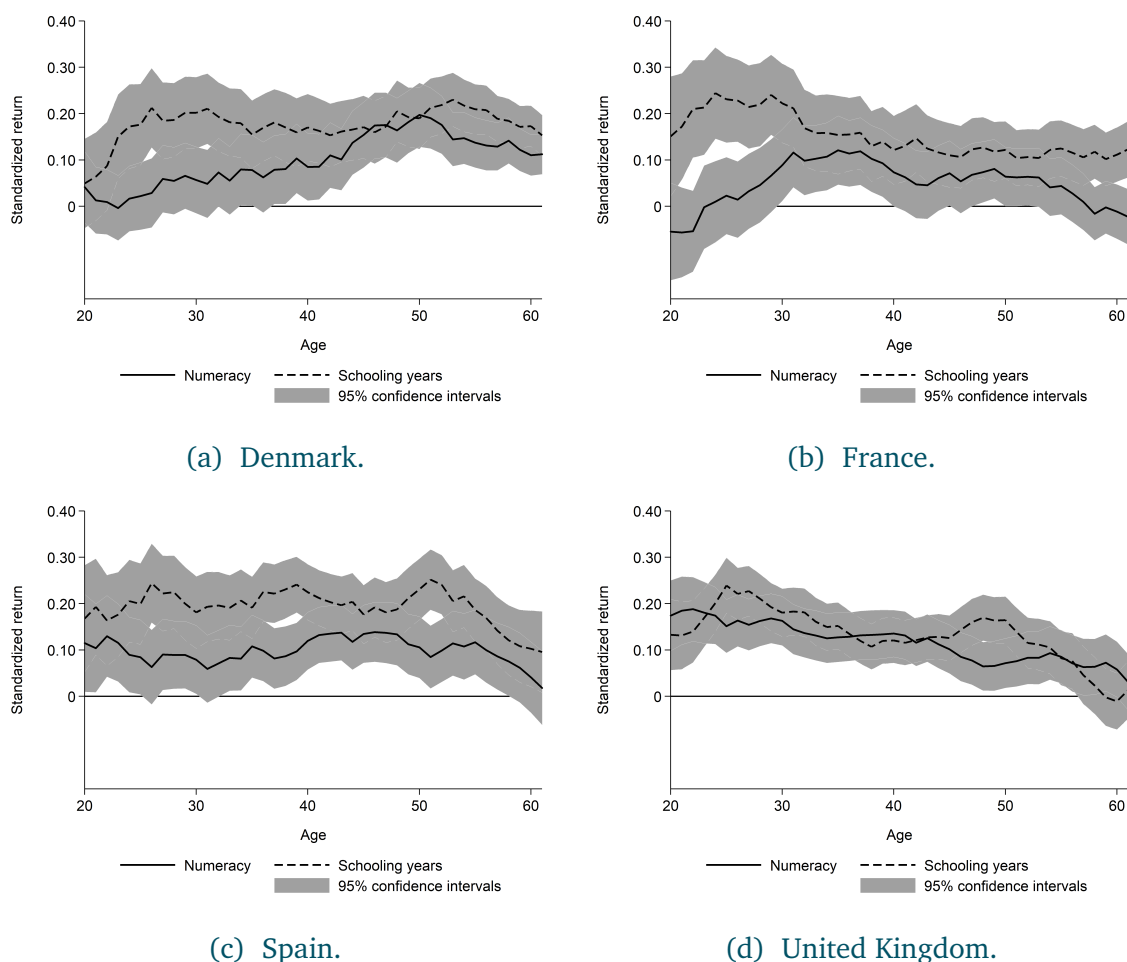 0.40
0.30
0.20
0.10
0
Standardized return
20 30 40 50 60
Age
Numeracy Schooling years
95% confidence intervals
(a) Denmark.
0.40
0.30
0.20
0.10
0
Standardized return
20 30 40 50 60
Age
Numeracy Schooling years
95% confidence intervals
(b) France.
0.40
0.30
0.20
0.10
0
Standardized return
20 30 40 50 60
Age
Numeracy Schooling years
95% confidence intervals
(c) Spain.
0.40
0.30
0.20
0.10
0
Standardized return
20 30 40 50 60
Age
Numeracy Schooling years
95% confidence intervals
(d) United Kingdom.